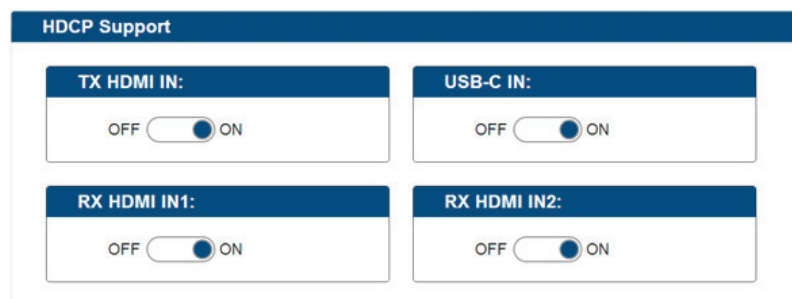 HDCP Support
TX HDMI IN: USB-C IN:
OFF ON OFF ON
RX HDMI IN1: RX HDMI IN2:
OFF ON OFF ON